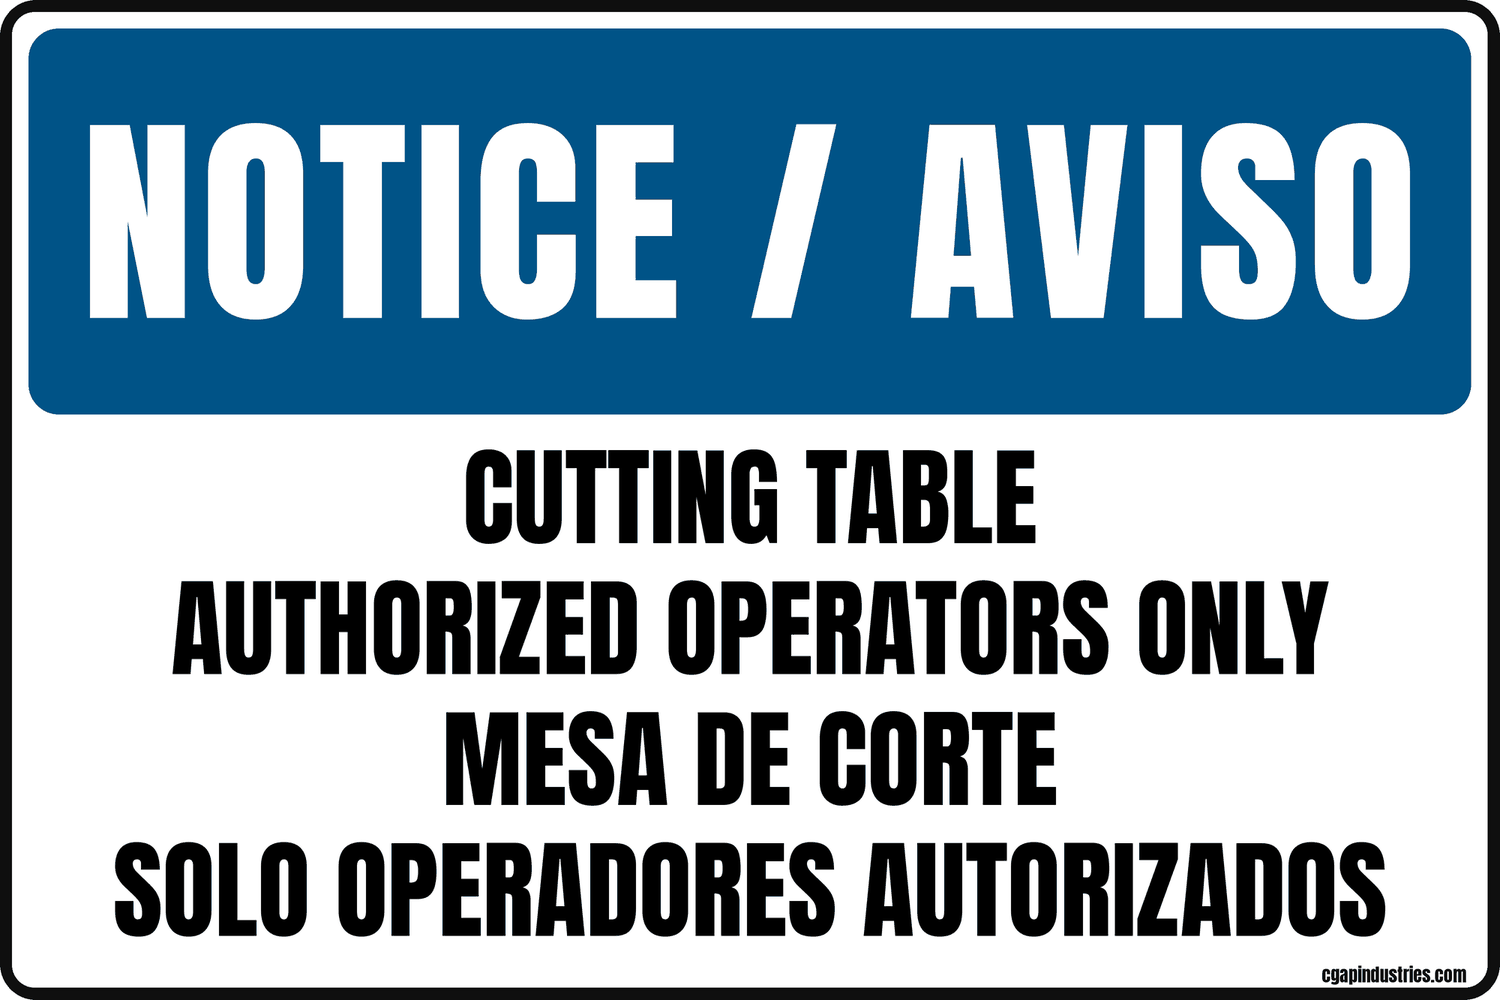 NOTICE / AVISO
CUTTING TABLE
AUTHORIZED OPERATORS ONLY
MESA DE CORTE
SOLO OPERADORES AUTORIZADOS
cgapindustries.com